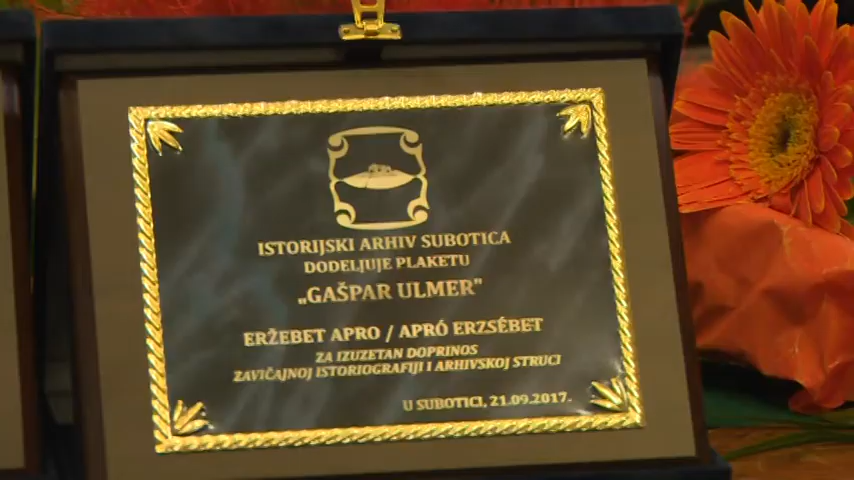 ISTORIJSKI ARHIV SUBOTICA
DODELJUJE PLAKETU
„GAŠPAR ULMER"
ERŽEBET APRO / APRÓ ERZSÉBET
ZA IZUZETAN DOPRINOS
ZAVIČAJNOJ ISTORIOGRAFIJI I ARHIVSKOJ STRUCI
U SUBOTICI, 21.09.2017.